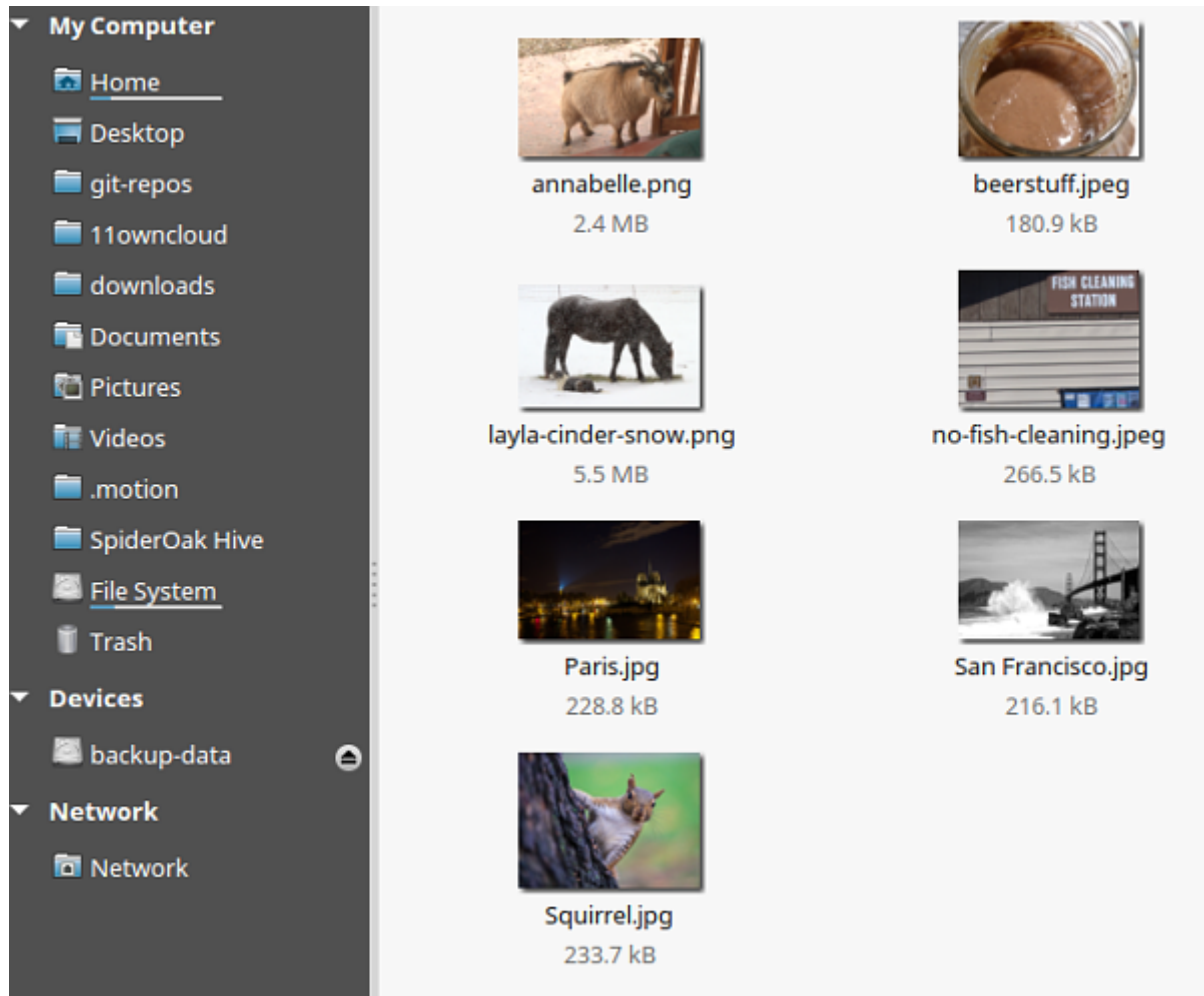 My Computer
Home
Desktop
git-repos
11owncloud
downloads
Documents
Pictures
Videos
.motion
SpiderOak Hive
File System
Trash
Devices
backup-data
Network
Network
annabelle.png
2.4 MB
beerstuff.jpeg
180.9 kB
layla-cinder-snow.png
5.5 MB
FISH CLEANING
STATION
no-fish-cleaning.jpeg
266.5 kB
Paris.jpg
228.8 kB
San Francisco.jpg
216.1 kB
Squirrel.jpg
233.7 kB